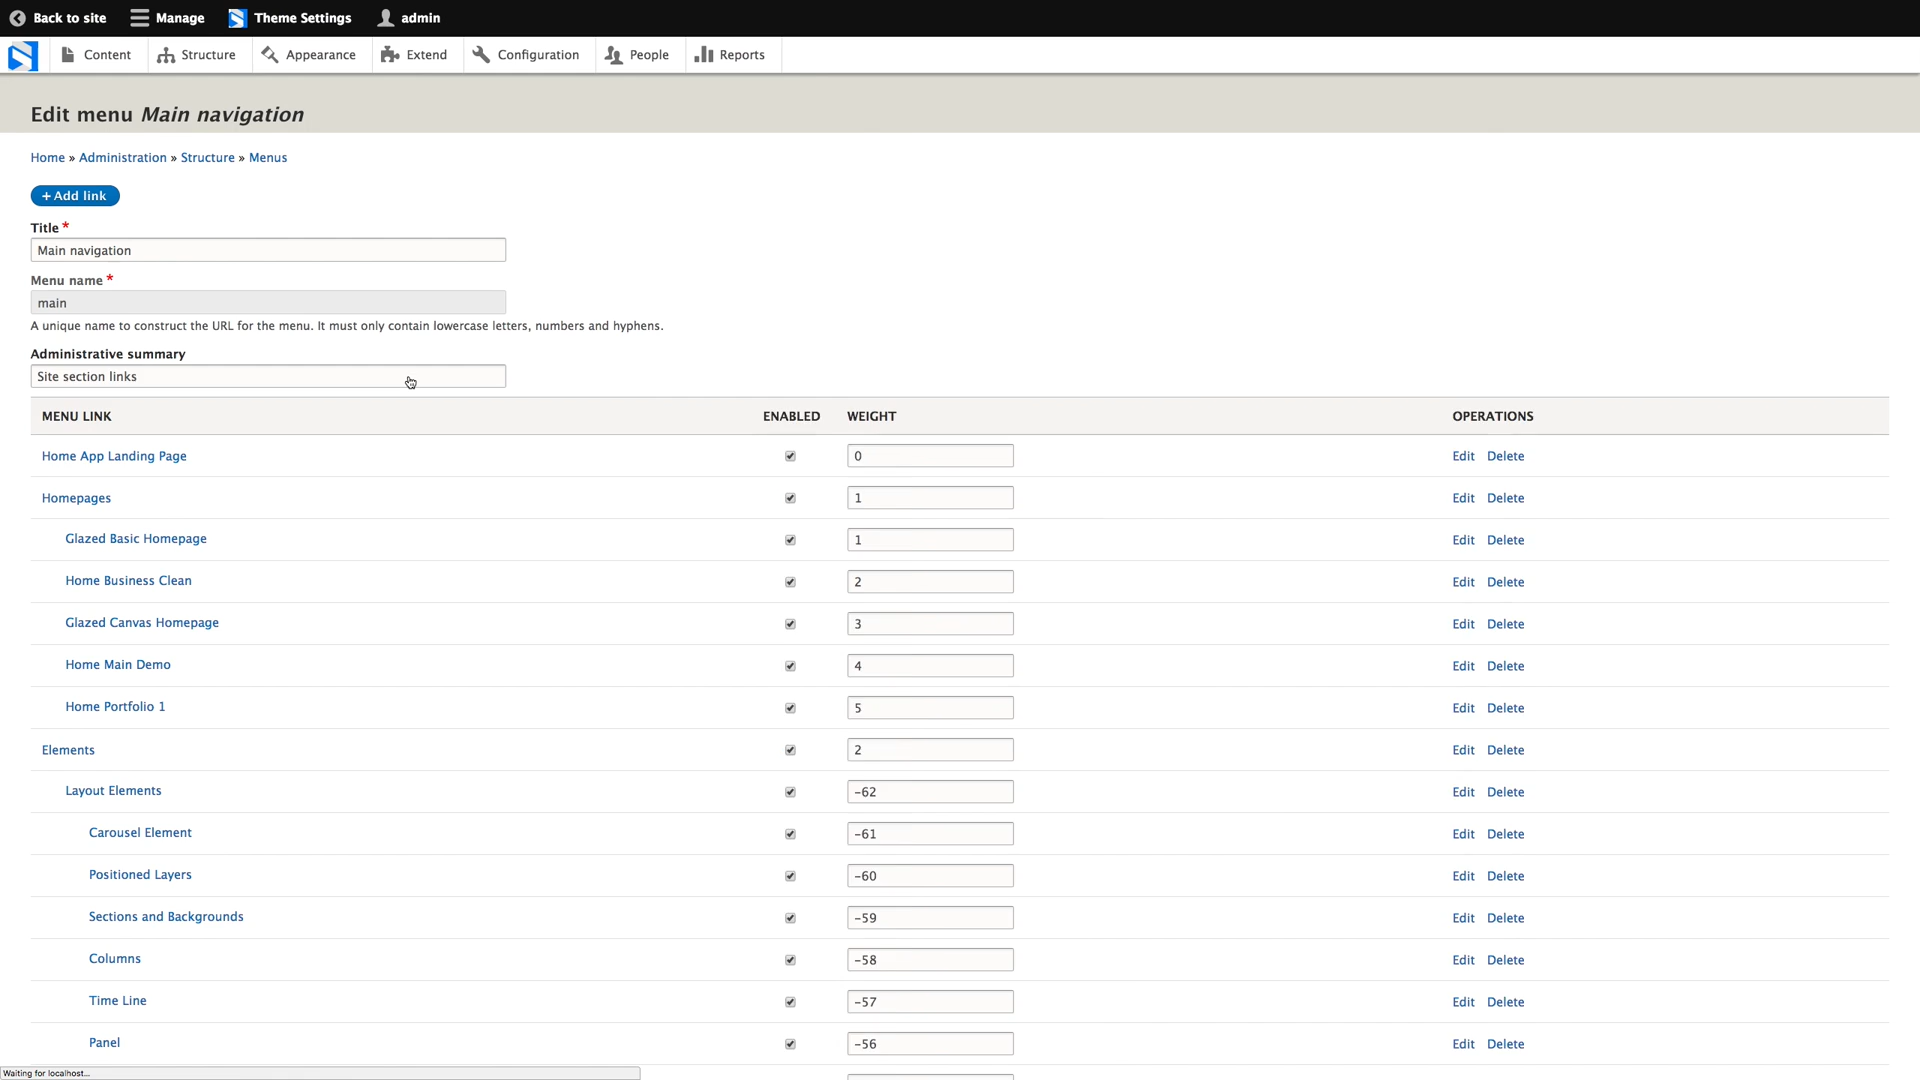 Back to site Manage Theme Settings admin
Content Structure Appearance Extend Configuration People Reports
Edit menu Main navigation
Home » Administration » Structure » Menus
+ Add link
Title *
Main navigation
Menu name *
main
A unique name to construct the URL for the menu. It must only contain lowercase letters, numbers and hyphens.
Administrative summary
Site section links
MENU LINK ENABLED WEIGHT OPERATIONS
Home App Landing Page 0 Edit Delete
Homepages 1 Edit Delete
Glazed Basic Homepage 1 Edit Delete
Home Business Clean 2 Edit Delete
Glazed Canvas Homepage 3 Edit Delete
Home Main Demo 4 Edit Delete
Home Portfolio 1 5 Edit Delete
Elements 2 Edit Delete
Layout Elements -62 Edit Delete
Carousel Element -61 Edit Delete
Positioned Layers -60 Edit Delete
Sections and Backgrounds -59 Edit Delete
Columns -58 Edit Delete
Time Line -57 Edit Delete
Panel -56 Edit Delete
Waiting for localhost...